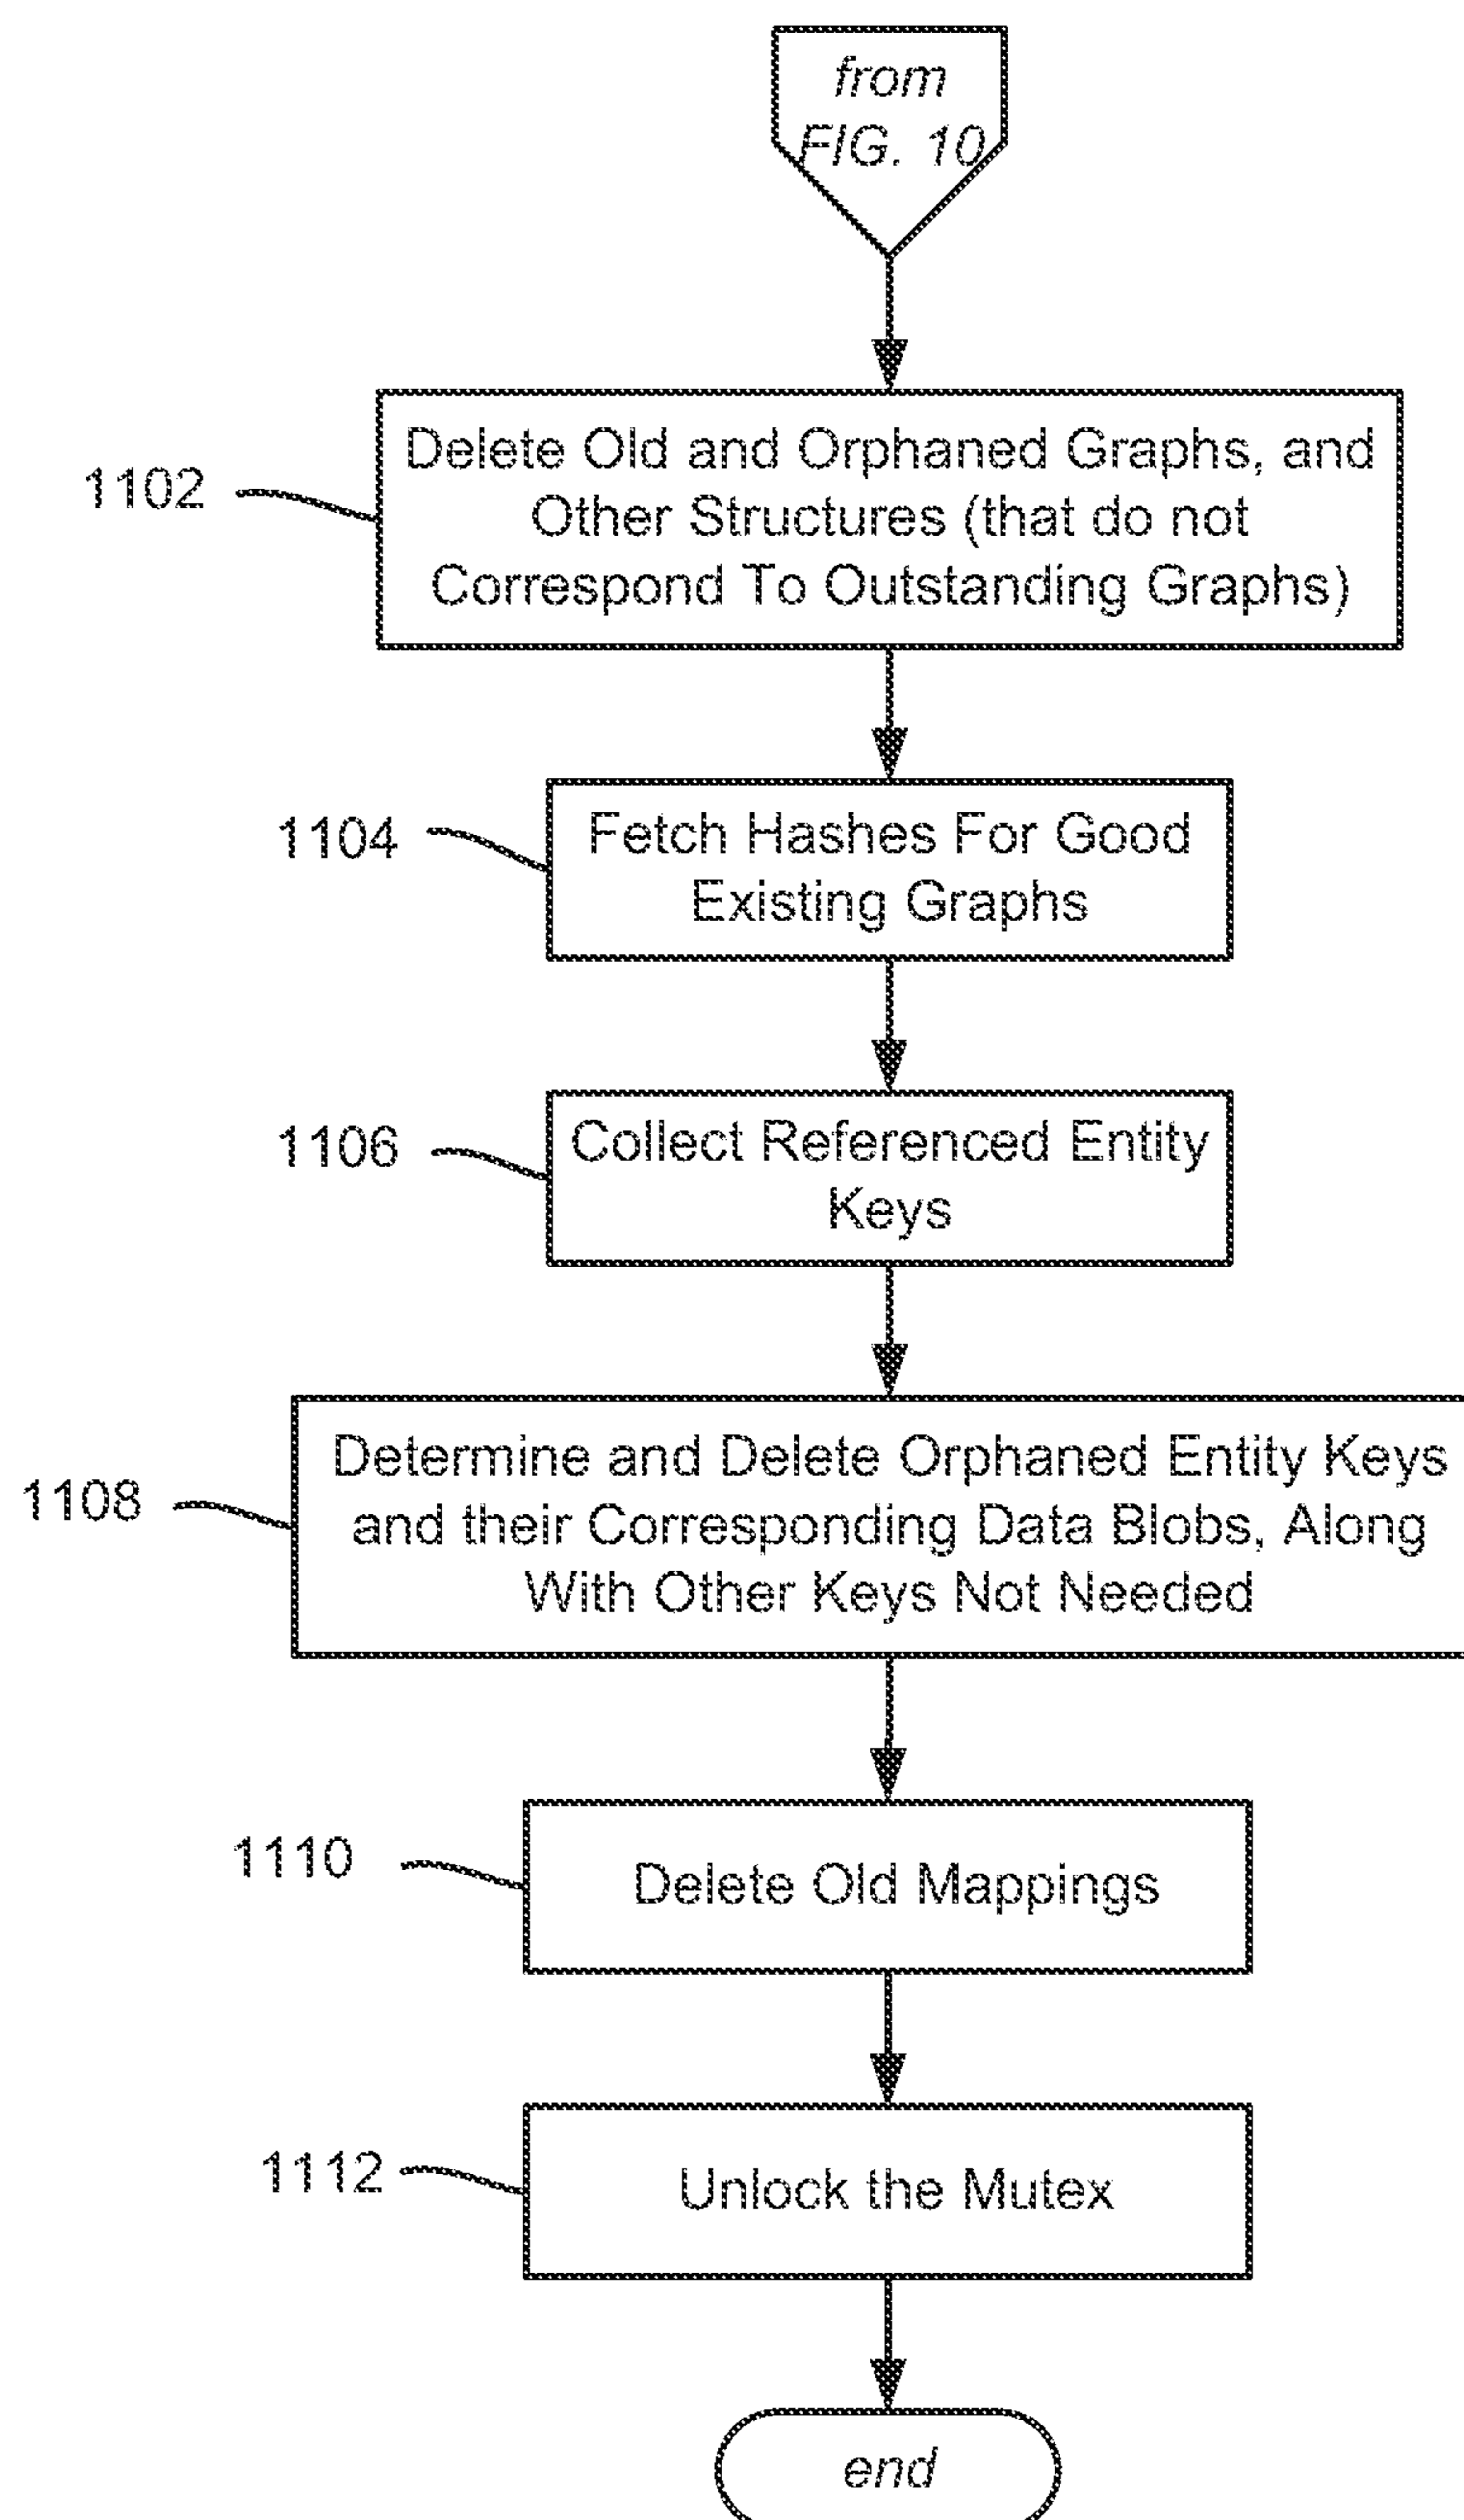 from
FIG. 10
1102
Delete Old and Orphaned Graphs, and
Other Structures (that do not
Correspond To Outstanding Graphs)
1104
Fetch Hashes For Good
Existing Graphs
1106
Collect Referenced Entity
Keys
1108
Determine and Delete Orphaned Entity Keys
and their Corresponding Data Blobs, Along
With Other Keys Not Needed
1110
Delete Old Mappings
1112
Unlock the Mutex
end